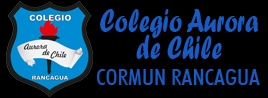 COLEGIO
Aurora
de Chile
RANCAGUA
Colegio Aurora
de Chile
CORMUN RANCAGUA